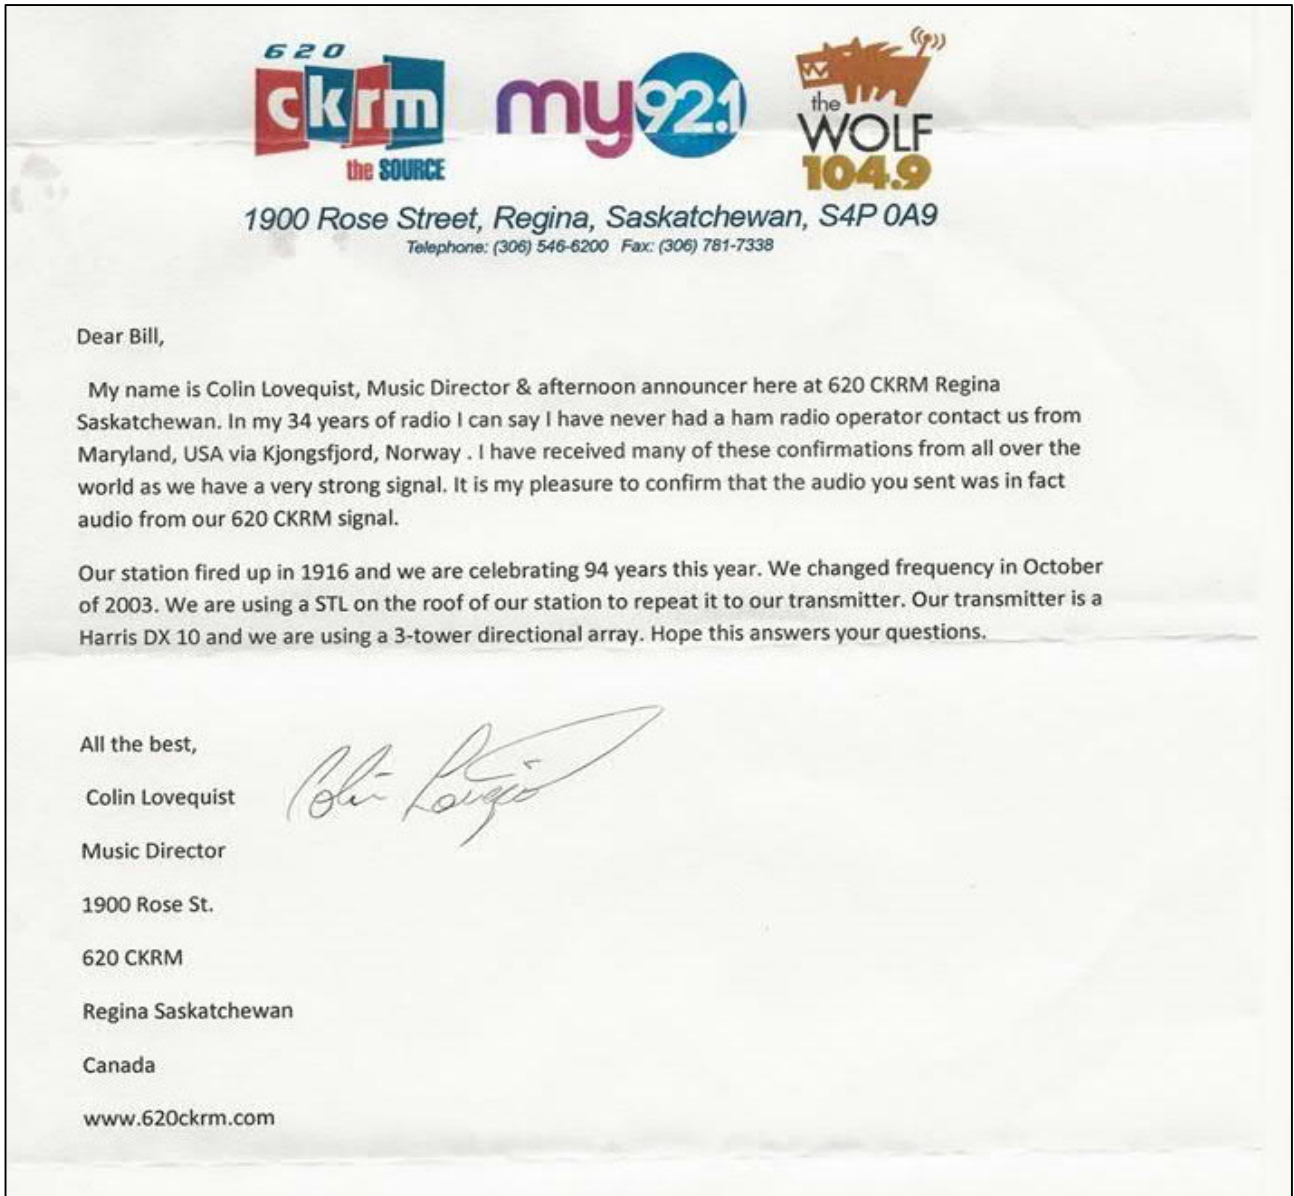 620
ckrm
the SOURCE
my92.1
the
WOLF
104.9
1900 Rose Street, Regina, Saskatchewan, S4P 0A9
Telephone: (306) 546-6200 Fax: (306) 781-7338
Dear Bill,
My name is Colin Lovequist, Music Director & afternoon announcer here at 620 CKRM Regina
Saskatchewan. In my 34 years of radio I can say I have never had a ham radio operator contact us from
Maryland, USA via Kjongsfjord, Norway . I have received many of these confirmations from all over the
world as we have a very strong signal. It is my pleasure to confirm that the audio you sent was in fact
audio from our 620 CKRM signal.
Our station fired up in 1916 and we are celebrating 94 years this year. We changed frequency in October
of 2003. We are using a STL on the roof of our station to repeat it to our transmitter. Our transmitter is a
Harris DX 10 and we are using a 3-tower directional array. Hope this answers your questions.
All the best,
Colin Lovequist
Music Director
1900 Rose St.
620 CKRM
Regina Saskatchewan
Canada
www.620ckrm.com